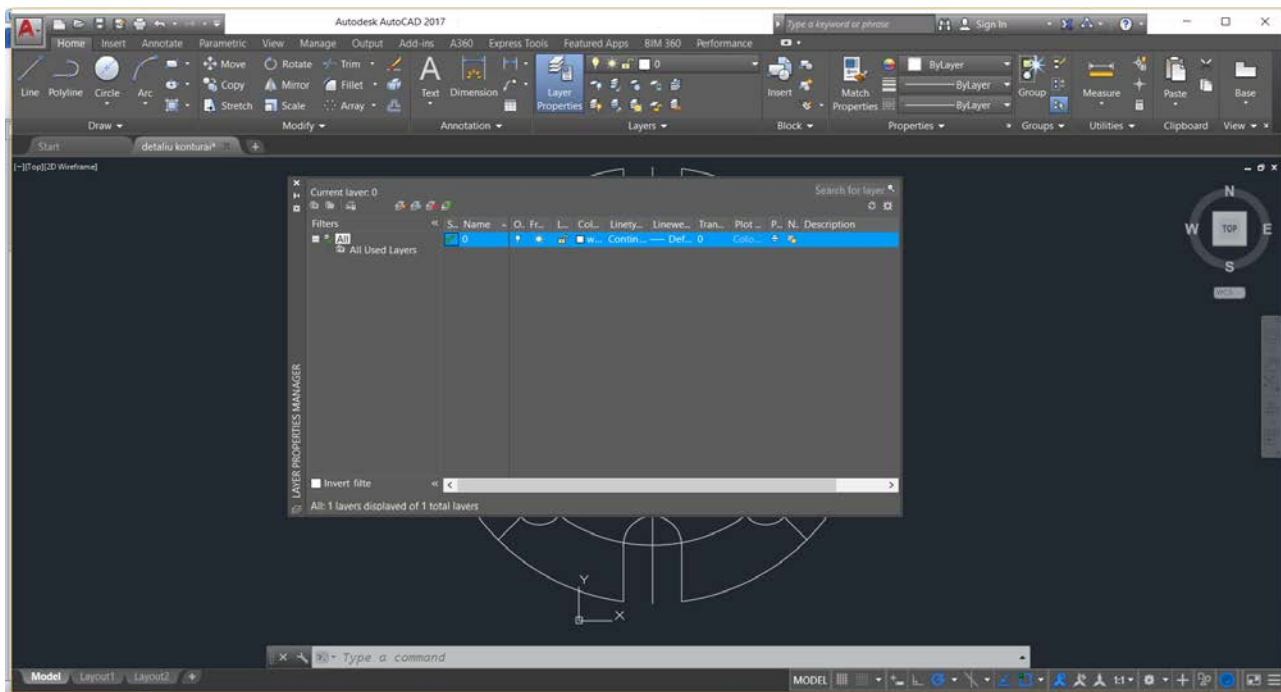 Autodesk AutoCAD 2017
Type a keyword or phrase
Sign In
Home Insert Annotate Parametric View Manage Output Add-ins A360 Express Tools Featured Apps BIM 360 Performance
Move Rotate Trim
Line Polyline Circle Arc Copy Mirror Fillet Text Dimension Layer Properties Insert Match Properties Group Measure Paste Base
Stretch Scale Array
0
ByLayer
ByLayer
ByLayer
Draw Modify Annotation Layers Block Properties Groups Utilities Clipboard View
Start detaliu konturai* +
[−][Top][2D Wireframe]
N
W TOP E
S
WCS
Current layer: 0
Search for layer
Filters
S.. Name O. Fr... L... Col... Linety... Linewe... Tran... Plot... P.. N. Description
All
0 w... Contin... Def... 0 Colo...
All Used Layers
LAYER PROPERTIES MANAGER
Invert filte
All: 1 layers displayed of 1 total layers
Y
X
Type a command
Model Layout1 Layout2 +
MODEL 1:1